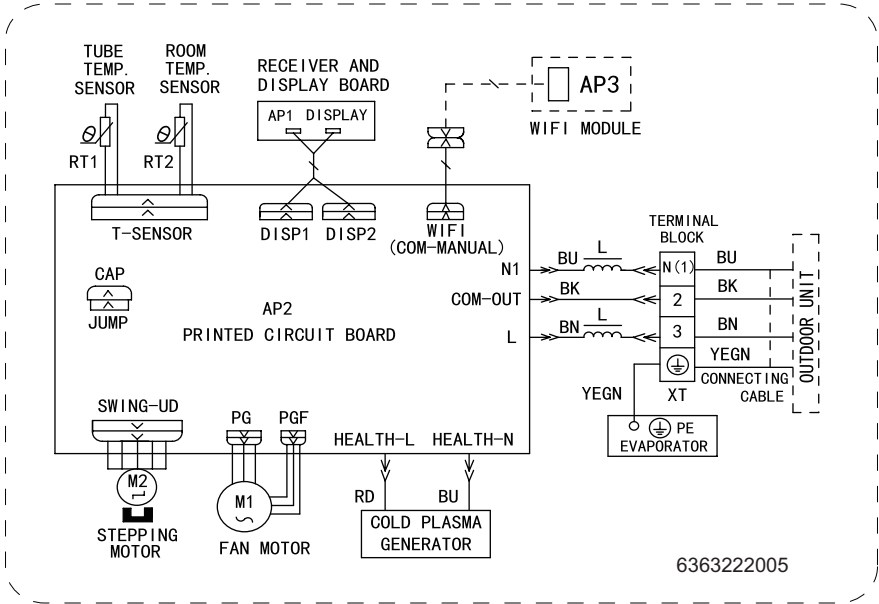 TUBE
TEMP.
SENSOR
ROOM
TEMP.
SENSOR
RECEIVER AND
DISPLAY BOARD
AP1 DISPLAY
AP3
WIFI MODULE
θ
RT1
θ
RT2
T-SENSOR
DISP1
DISP2
WIFI
(COM-MANUAL)
TERMINAL
BLOCK
N1
BU
L
N(1)
BU
COM-OUT
BK
2
BK
L
BN
L
3
BN
YEGN
XT
CONNECTING
CABLE
OUTDOOR UNIT
CAP
JUMP
AP2
PRINTED CIRCUIT BOARD
YEGN
PE
EVAPORATOR
SWING-UD
PG
PGF
HEALTH-L
HEALTH-N
M2
STEPPING
MOTOR
M1
FAN MOTOR
RD
BU
COLD PLASMA
GENERATOR
6363222005